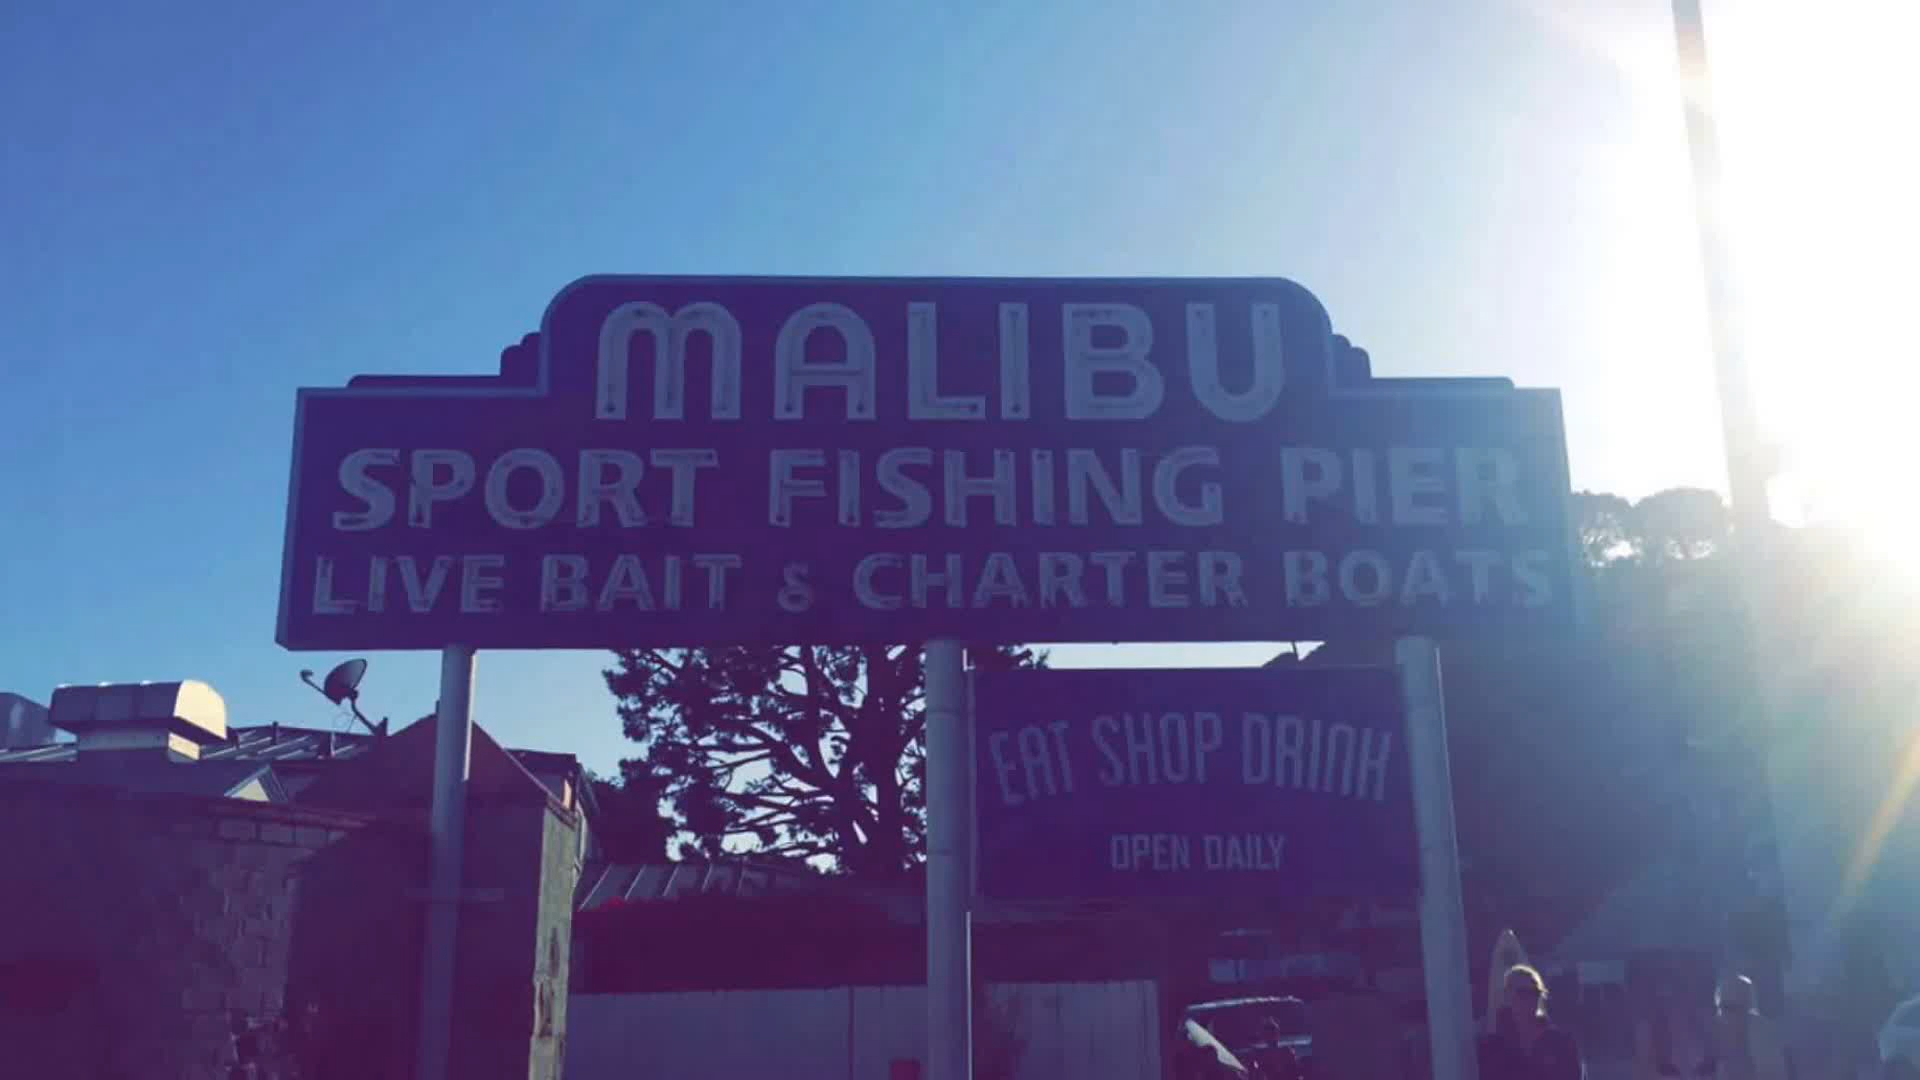 MALIBU
SPORT FISHING PIER
LIVE BAIT & CHARTER BOATS
EAT SHOP DRINK
OPEN DAILY